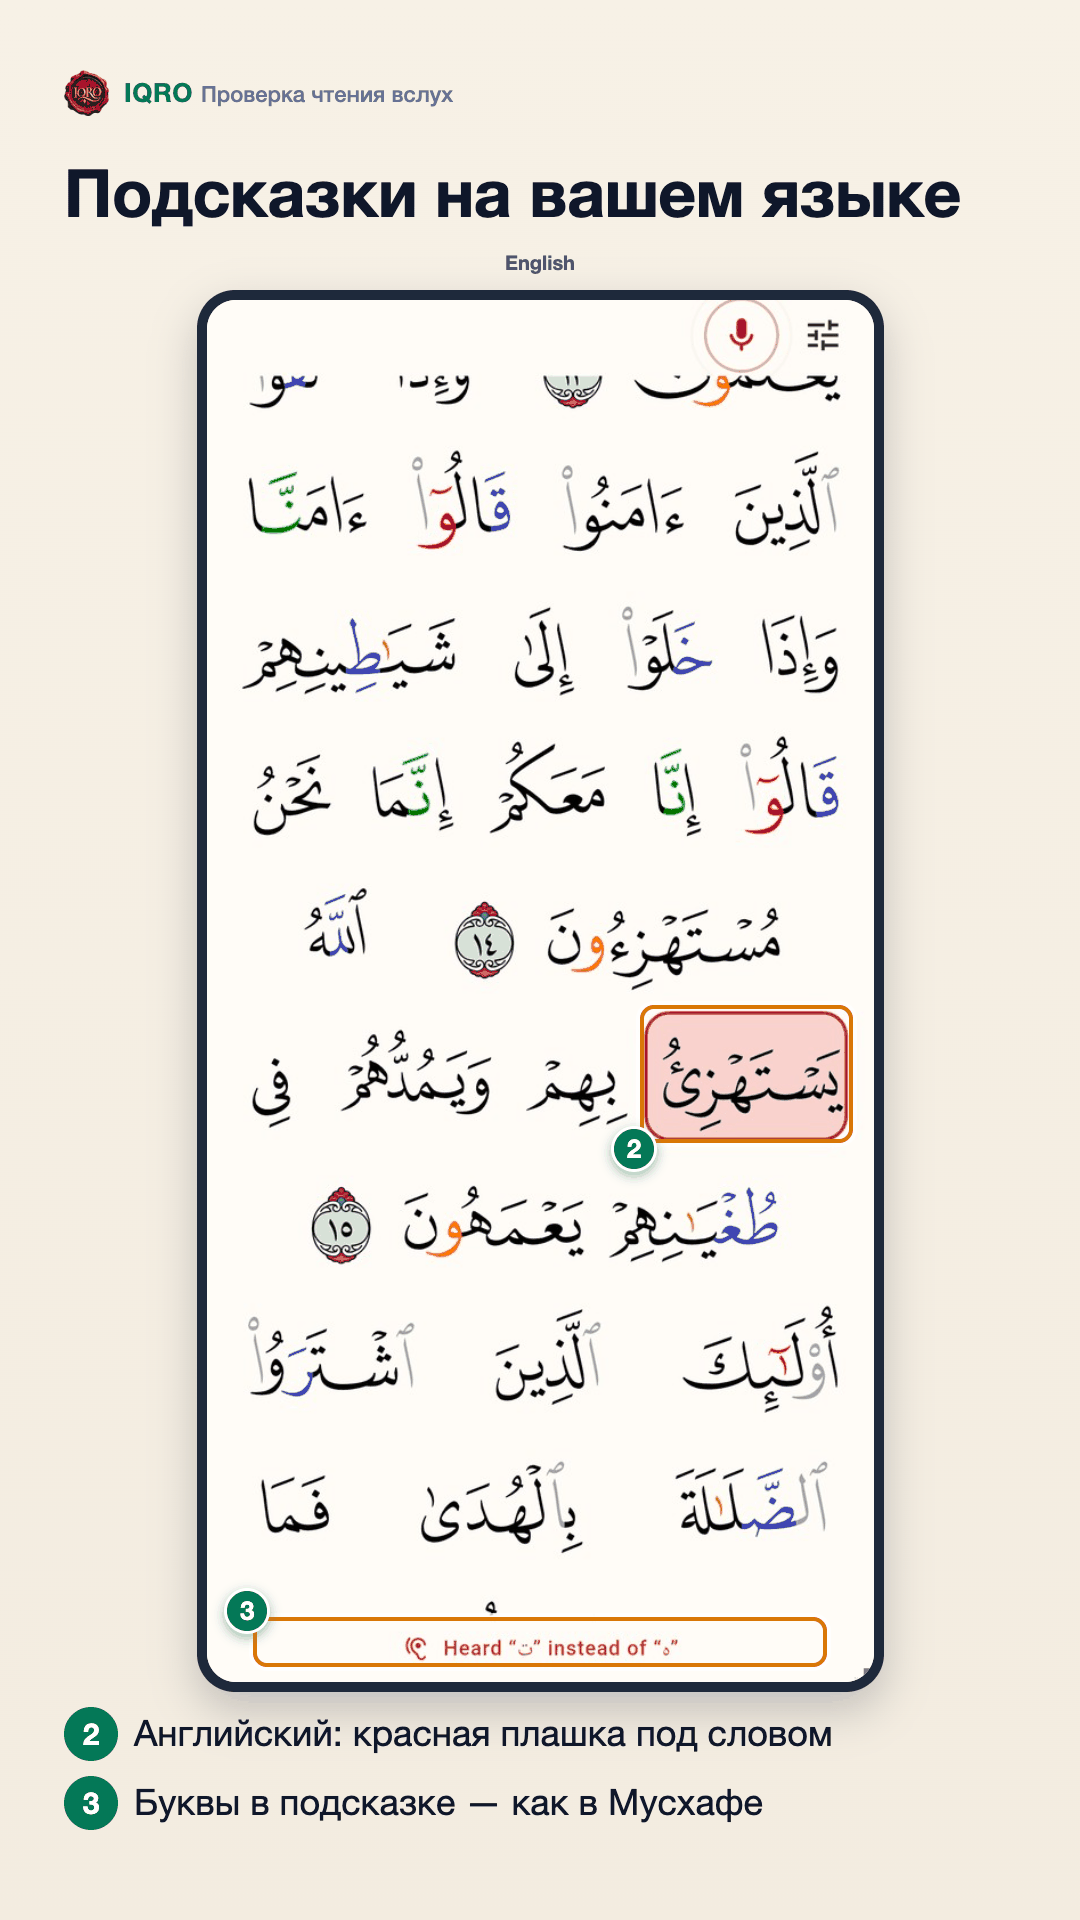 IQRO Проверка чтения вслух
Подсказки на вашем языке
English
ٱلَّذِينَ ءَامَنُوا۟ قَالُوٓا۟ ءَامَنَّا
وَإِذَا خَلَوْا۟ إِلَىٰ شَيَـٰطِينِهِمْ
قَالُوٓا۟ إِنَّا مَعَكُمْ إِنَّمَا نَحْنُ
مُسْتَهْزِءُونَ ١٤ ٱللَّهُ
يَسْتَهْزِئُ بِهِمْ وَيَمُدُّهُمْ فِى
2
طُغْيَـٰنِهِمْ يَعْمَهُونَ ١٥
أُو۟لَـٰٓئِكَ ٱلَّذِينَ ٱشْتَرَوُا۟
ٱلضَّلَـٰلَةَ بِٱلْهُدَىٰ فَمَا
3
Heard “ت” instead of “ه”
2 Английский: красная плашка под словом
3 Буквы в подсказке — как в Мусхафе